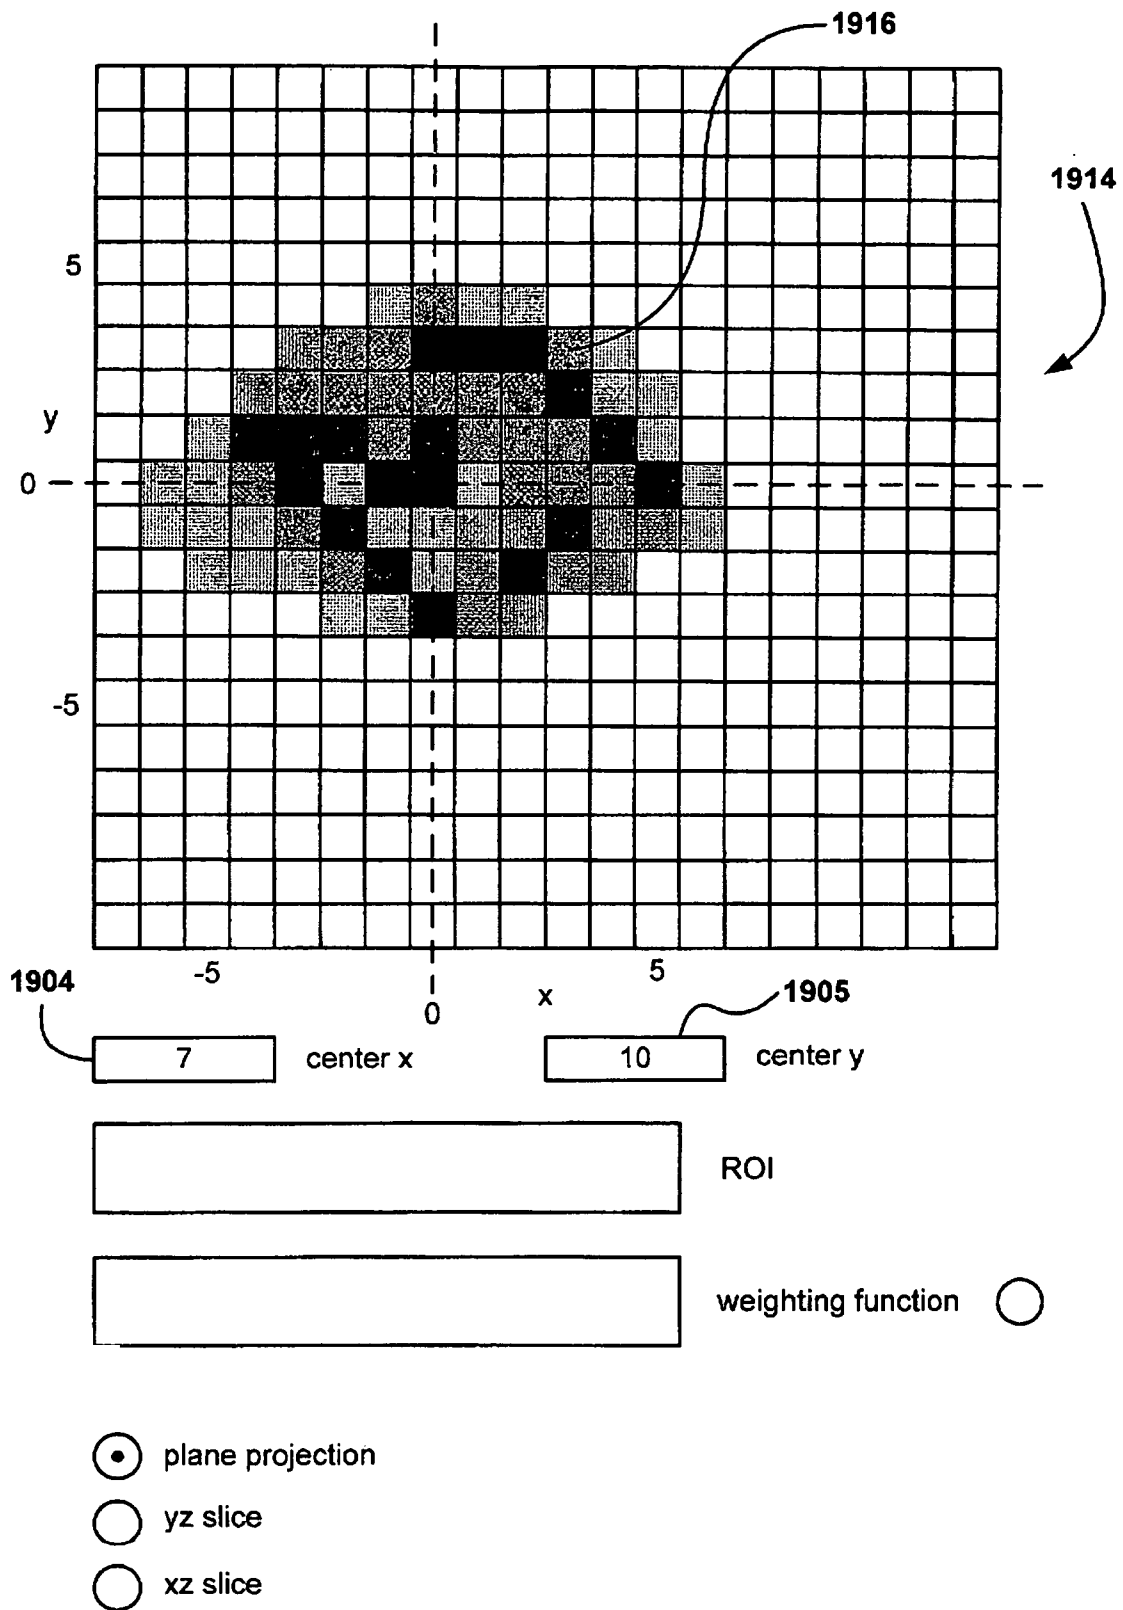 1916
1914
5
y
0
-5
-5
5
x
0
1904
1905
7
center x
10
center y
ROI
weighting function
plane projection
yz slice
xz slice